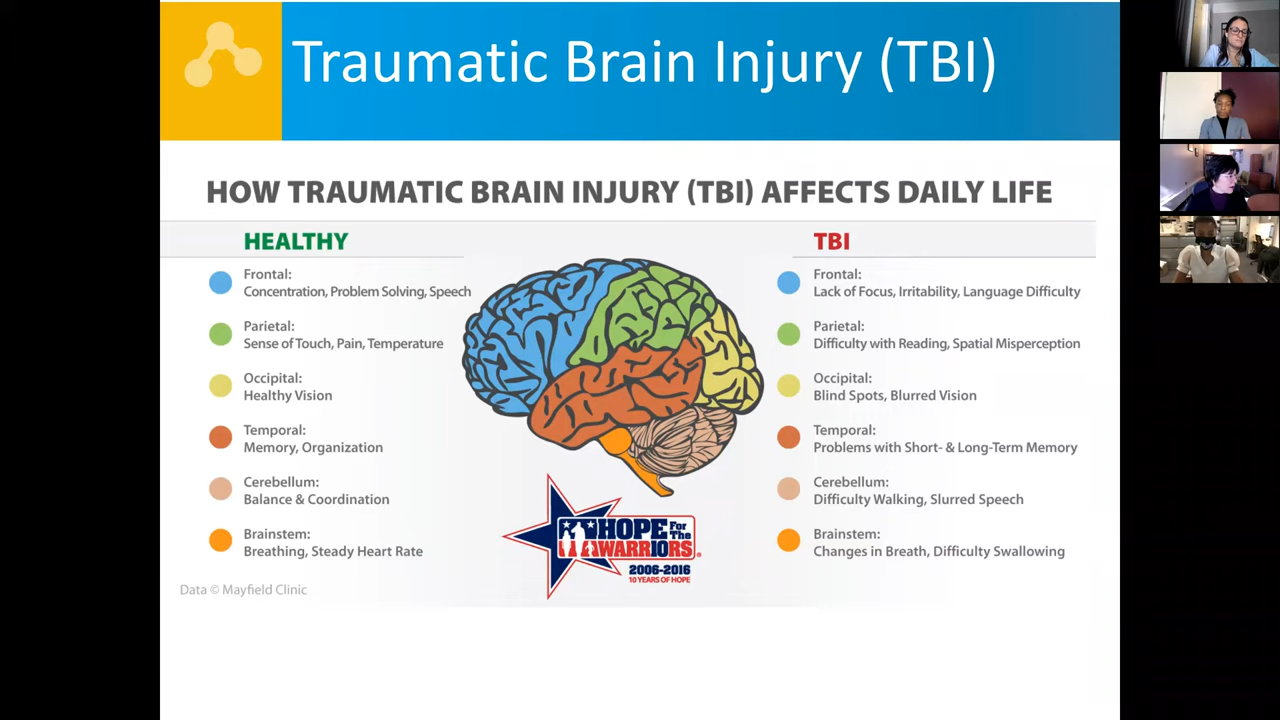 Traumatic Brain Injury (TBI)
HOW TRAUMATIC BRAIN INJURY (TBI) AFFECTS DAILY LIFE
HEALTHY
Frontal:
Concentration, Problem Solving, Speech
Parietal:
Sense of Touch, Pain, Temperature
Occipital:
Healthy Vision
Temporal:
Memory, Organization
Cerebellum:
Balance & Coordination
Brainstem:
Breathing, Steady Heart Rate
TBI
Frontal:
Lack of Focus, Irritability, Language Difficulty
Parietal:
Difficulty with Reading, Spatial Misperception
Occipital:
Blind Spots, Blurred Vision
Temporal:
Problems with Short- & Long-Term Memory
Cerebellum:
Difficulty Walking, Slurred Speech
Brainstem:
Changes in Breath, Difficulty Swallowing
HOPE For The
WARRIORS®
2006-2016
10 YEARS OF HOPE
Data © Mayfield Clinic